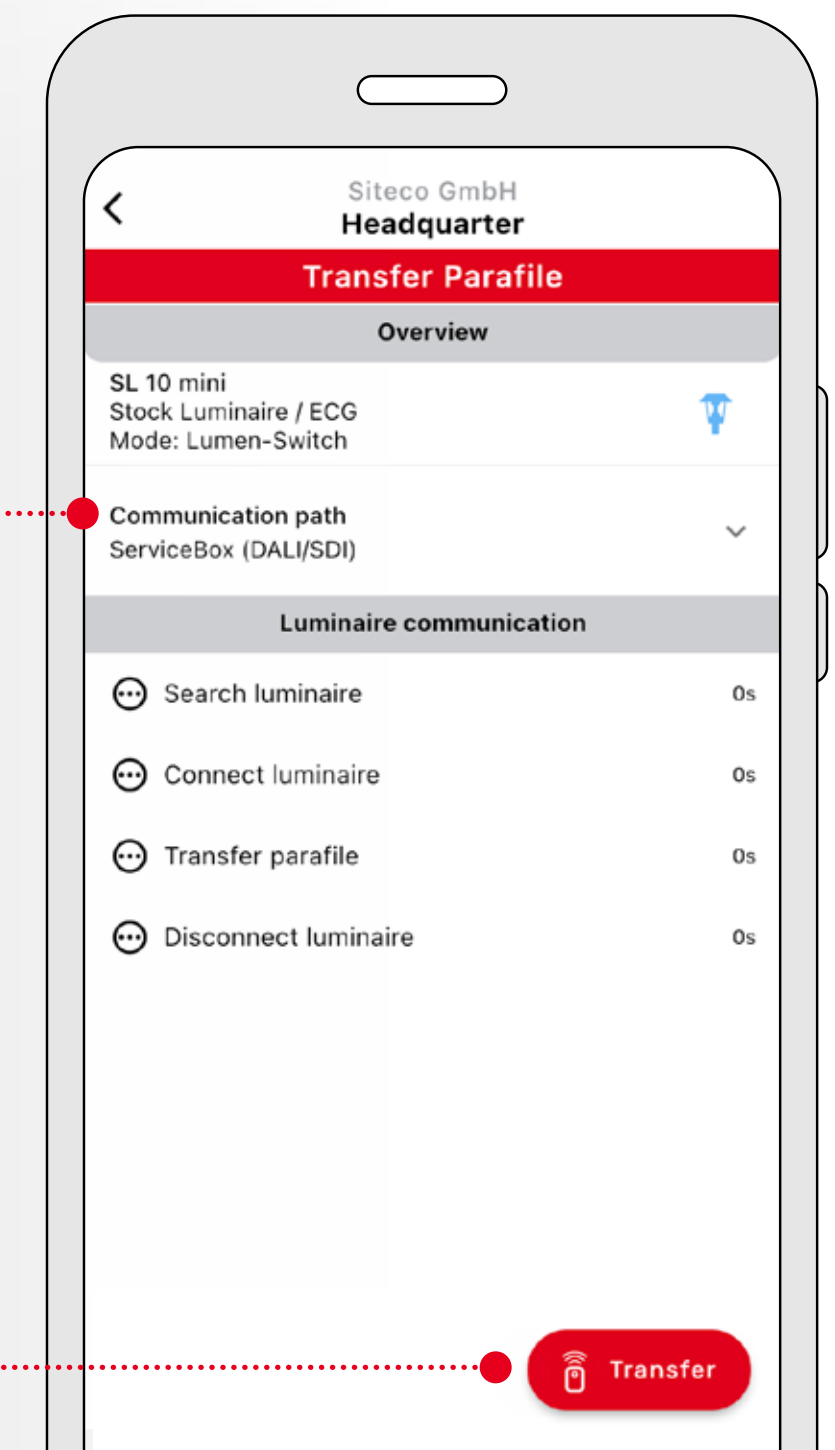 Siteco GmbH
Headquarter
Transfer Parafile
Overview
SL 10 mini
Stock Luminaire / ECG
Mode: Lumen-Switch
Communication path
ServiceBox (DALI/SDI)
Luminaire communication
Search luminaire 0s
Connect luminaire 0s
Transfer parafile 0s
Disconnect luminaire 0s
Transfer